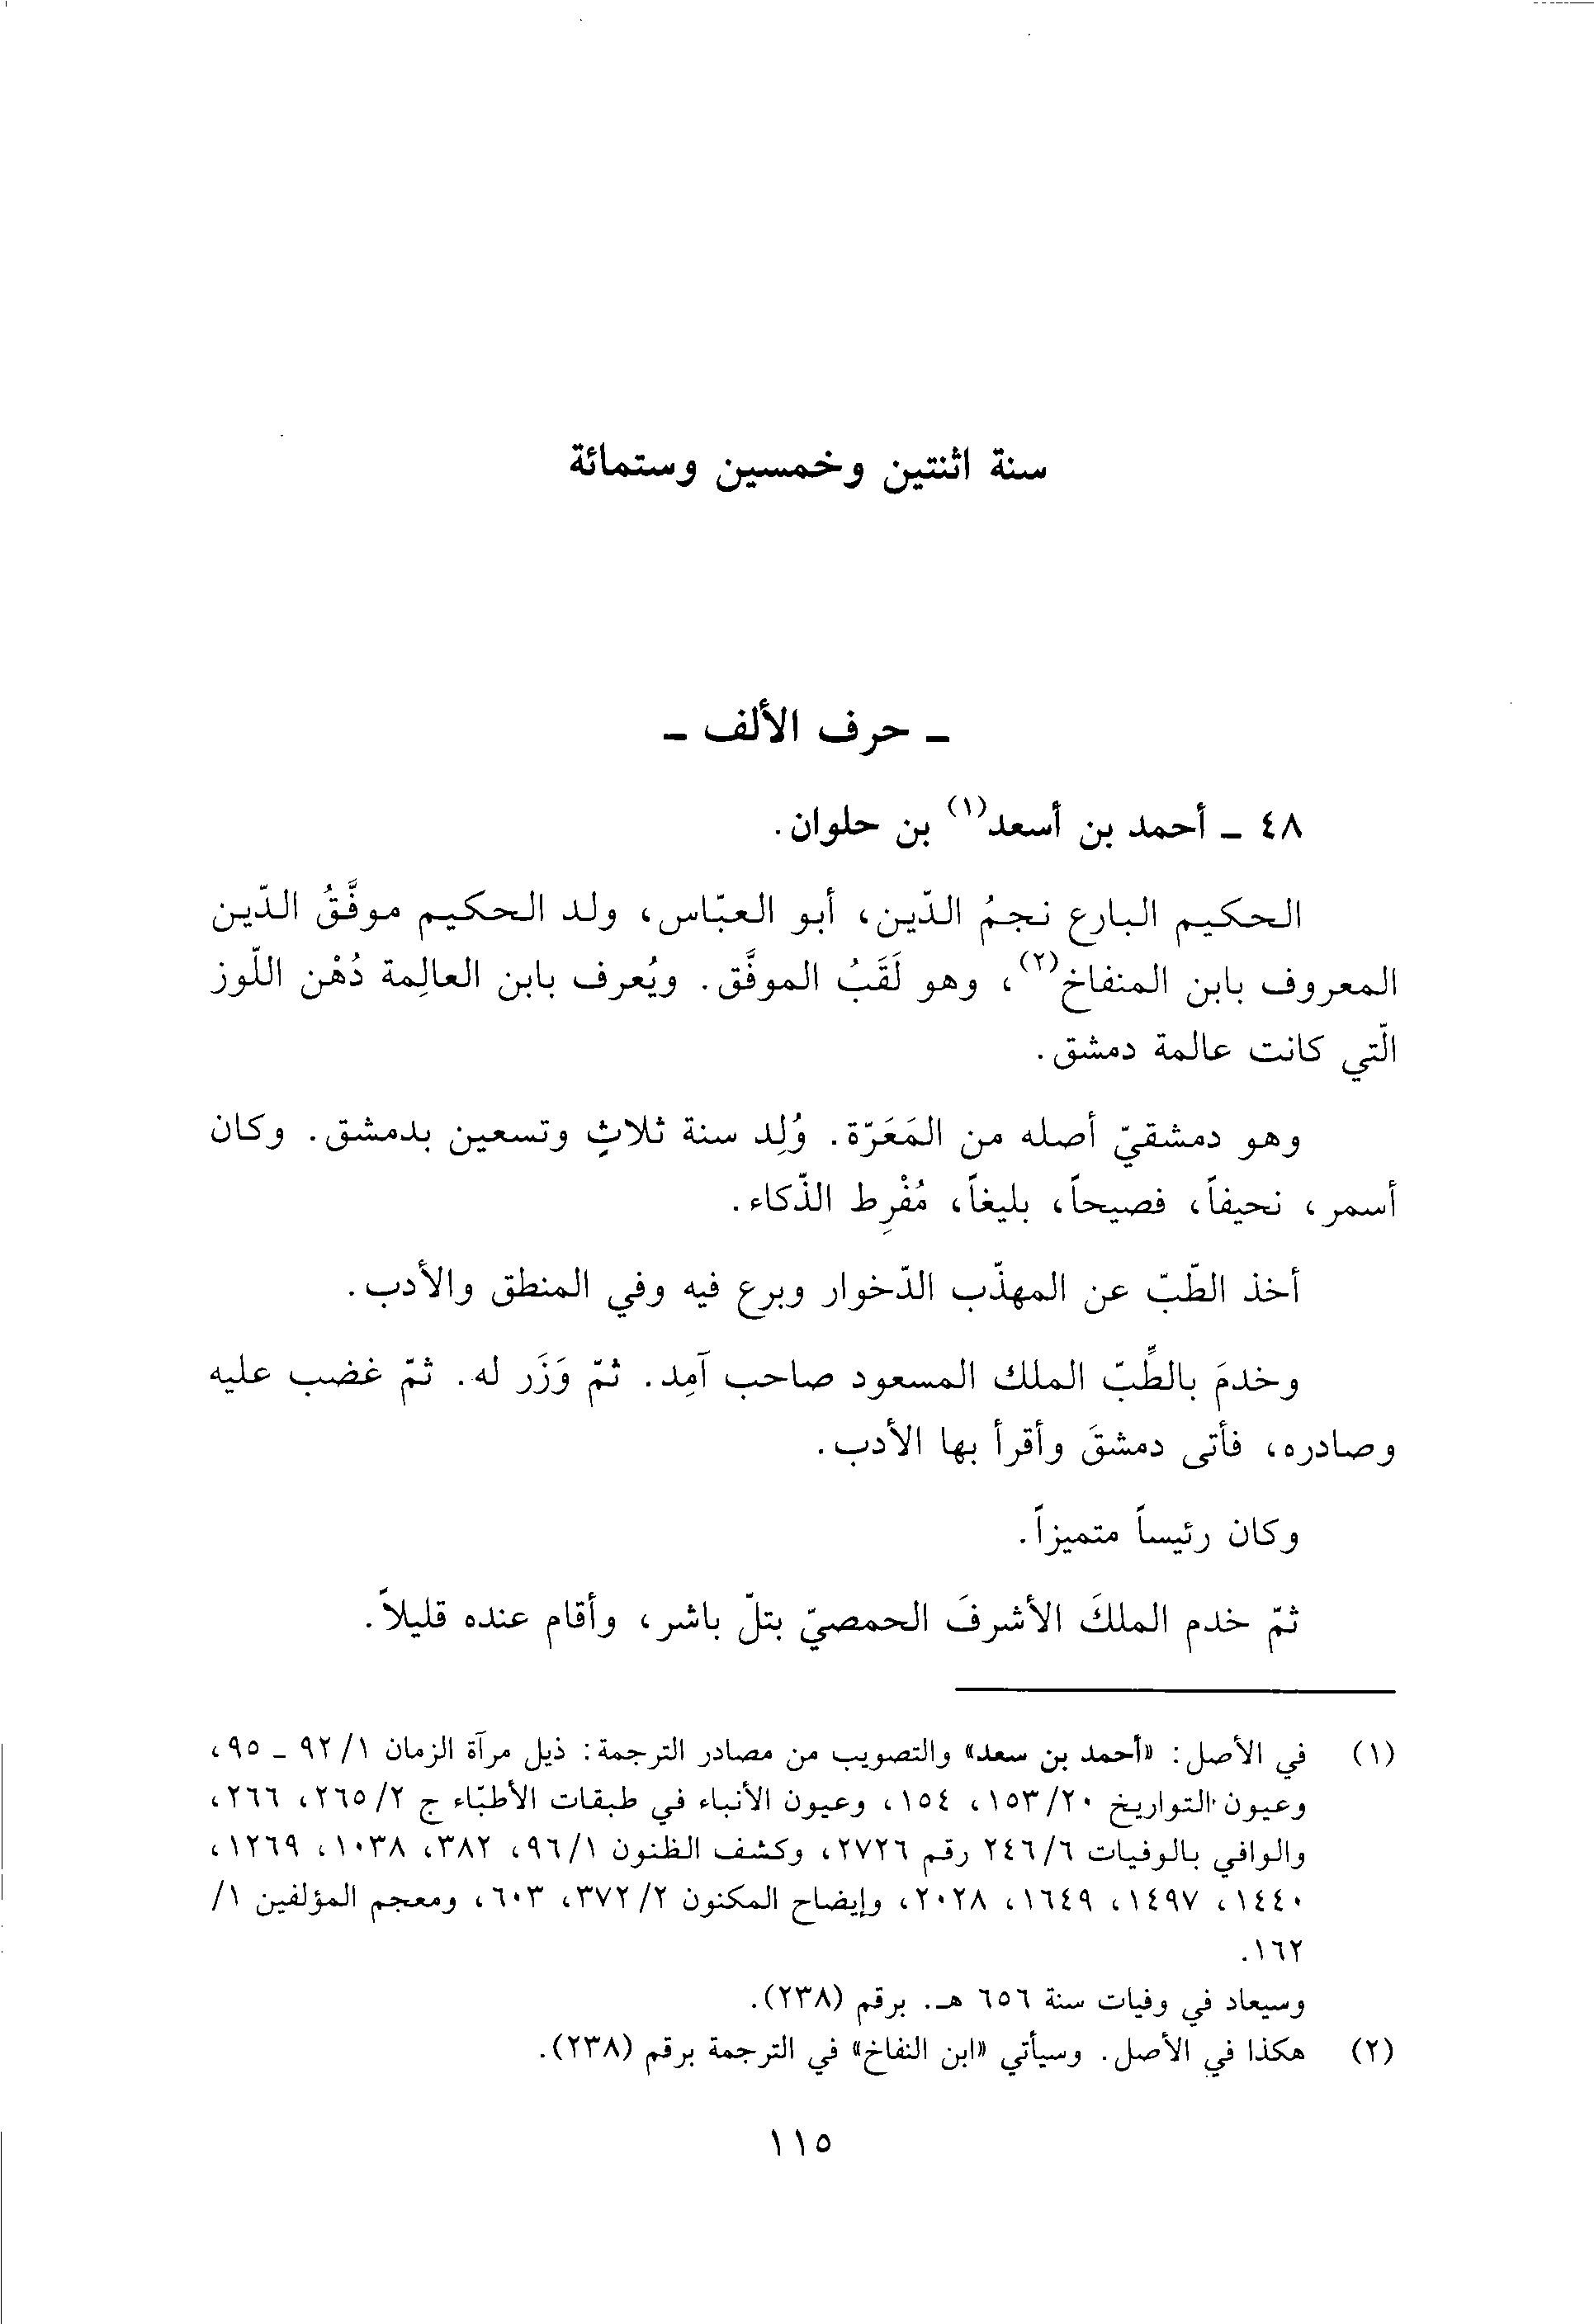 سنة اثنتين وخمسين وستمائة
ـ حرف الألف ـ
٤٨ ـ أحمد بن أسعد(١) بن حلوان.
الحكيم البارع نجمُ الدّين، أبو العبّاس، ولد الحكيم موفَّقُ الدّين
المعروف بابن المنفاخ(٢)، وهو لَقَبُ الموفَّق. ويُعرف بابن العالِمة دُهْن اللّوز
الّتي كانت عالمة دمشق.
وهو دمشقيّ أصله من المَعَرّة. وُلِد سنة ثلاثٍ وتسعين بدمشق. وكان
أسمر، نحيفاً، فصيحاً، بليغاً، مُفْرِط الذّكاء.
أخذ الطّبّ عن المهذّب الدّخوار وبرع فيه وفي المنطق والأدب.
وخدمَ بالطِّبّ الملك المسعود صاحب آمِد. ثمّ وَزَر له. ثمّ غضب عليه
وصادره، فأتى دمشقَ وأقرأ بها الأدب.
وكان رئيساً متميزاً.
ثمّ خدم الملكَ الأشرفَ الحمصيّ بتلّ باشر، وأقام عنده قليلاً.
(١) في الأصل: «أحمد بن سعد» والتصويب من مصادر الترجمة: ذيل مرآة الزمان ١/ ٩٢ ـ ٩٥،
وعيون التواريخ ٢٠/ ١٥٣، ١٥٤، وعيون الأنباء في طبقات الأطبّاء ج ٢/ ٢٦٥، ٢٦٦،
والوافي بالوفيات ٦/ ٢٤٦ رقم ٢٧٢٦، وكشف الظنون ١/ ٩٦، ٣٨٢، ١٠٣٨، ١٢٦٩،
١٤٤٠، ١٤٩٧، ١٦٤٩، ٢٠٢٨، وإيضاح المكنون ٢/ ٣٧٢، ٦٠٣، ومعجم المؤلفين ١/
١٦٢.
وسيعاد في وفيات سنة ٦٥٦ هـ. برقم (٢٣٨).
(٢) هكذا في الأصل. وسيأتي «ابن النفاخ» في الترجمة برقم (٢٣٨).
١١٥